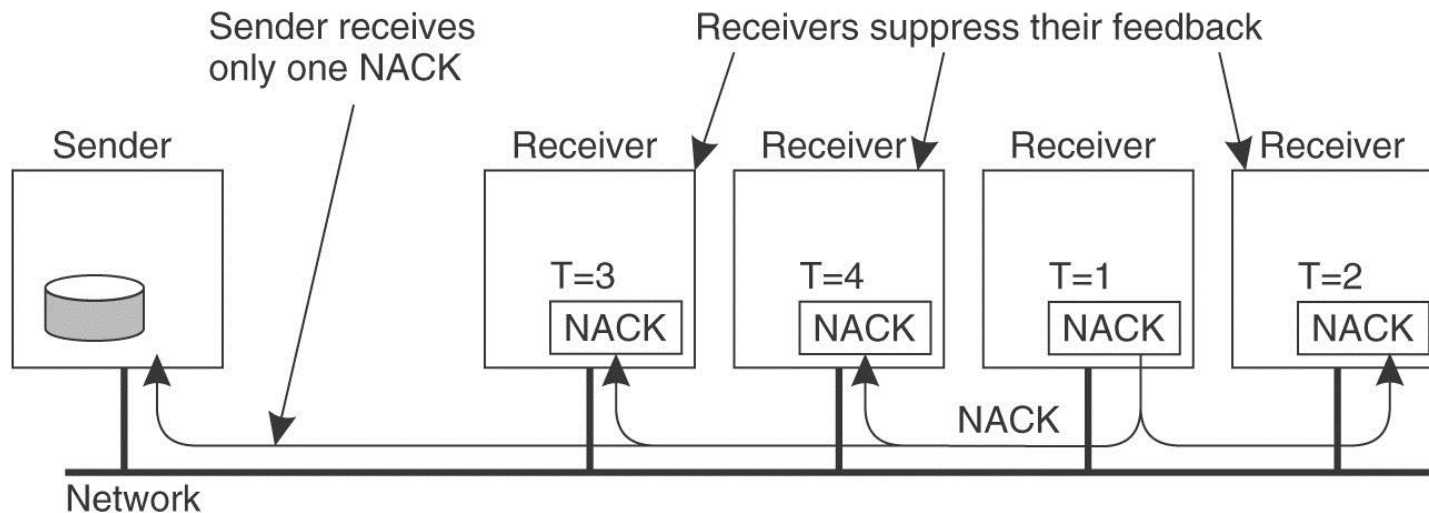 Sender receives
only one NACK
Receivers suppress their feedback
Sender
Receiver
Receiver
Receiver
Receiver
T=3
T=4
T=1
T=2
NACK
NACK
NACK
NACK
NACK
Network